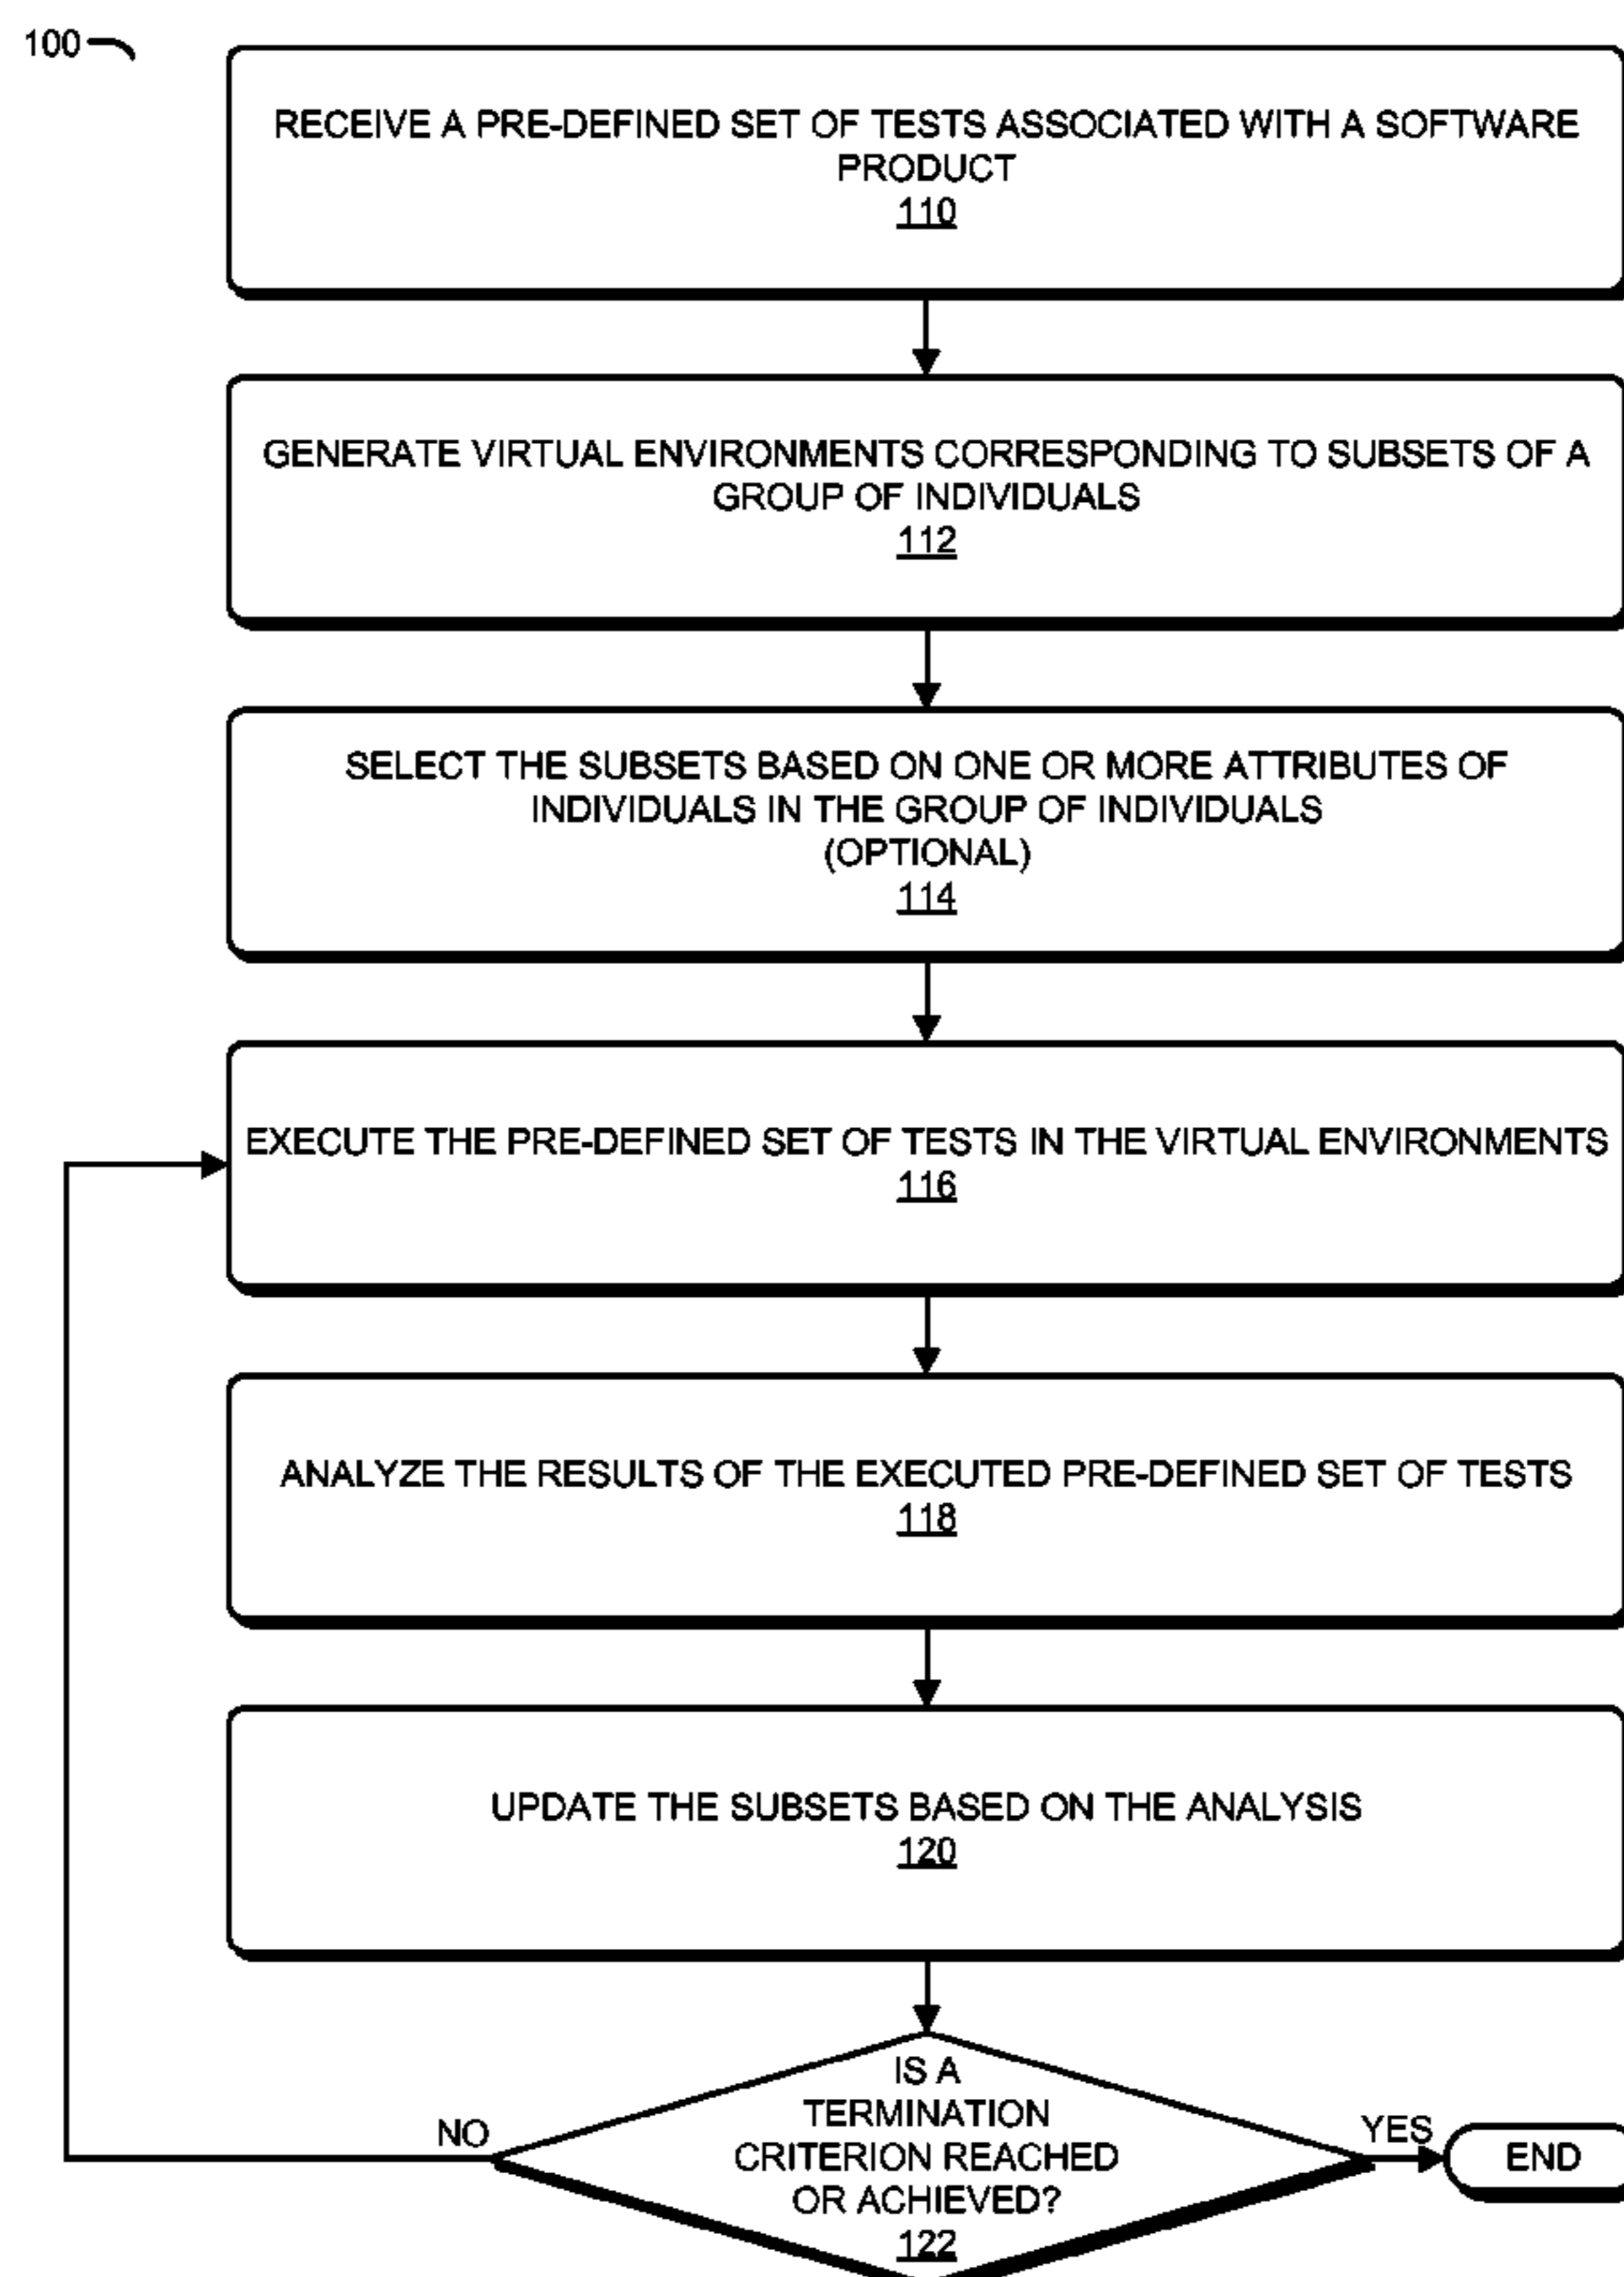 100
RECEIVE A PRE-DEFINED SET OF TESTS ASSOCIATED WITH A SOFTWARE
PRODUCT
110
GENERATE VIRTUAL ENVIRONMENTS CORRESPONDING TO SUBSETS OF A
GROUP OF INDIVIDUALS
112
SELECT THE SUBSETS BASED ON ONE OR MORE ATTRIBUTES OF
INDIVIDUALS IN THE GROUP OF INDIVIDUALS
(OPTIONAL)
114
EXECUTE THE PRE-DEFINED SET OF TESTS IN THE VIRTUAL ENVIRONMENTS
116
ANALYZE THE RESULTS OF THE EXECUTED PRE-DEFINED SET OF TESTS
118
UPDATE THE SUBSETS BASED ON THE ANALYSIS
120
IS A
TERMINATION
CRITERION REACHED
OR ACHIEVED?
122
NO
YES
END